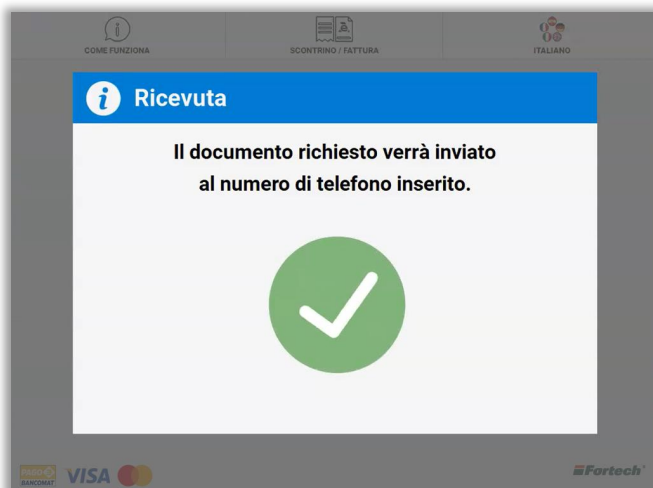 COME FUNZIONA
SCONTRINO / FATTURA
ITALIANO
i Ricevuta
Il documento richiesto verrà inviato
al numero di telefono inserito.
PAGO
BANCOMAT
VISA
Fortech